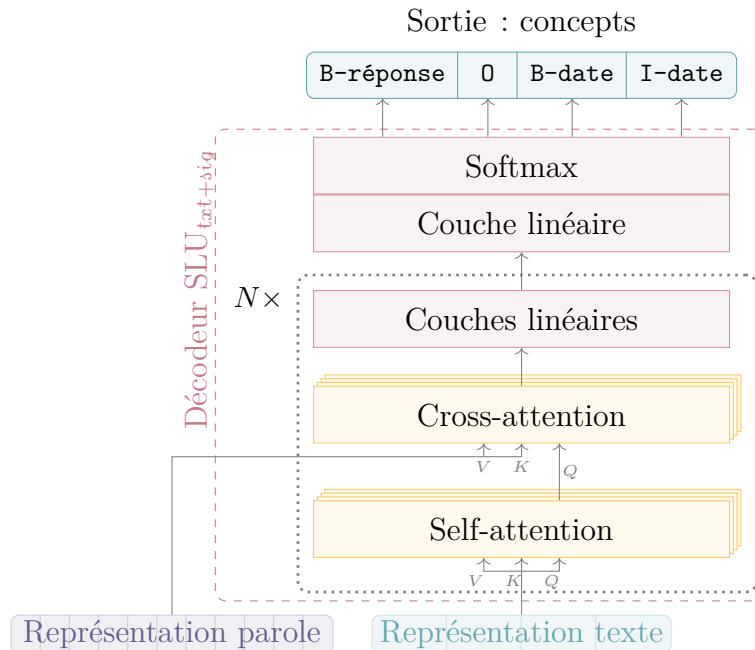 Sortie : concepts
B-réponse O B-date I-date
Softmax
Couche linéaire
Décodeur SLU txt+sig
N×
Couches linéaires
Cross-attention
V K Q
Self-attention
V K Q
Représentation parole
Représentation texte